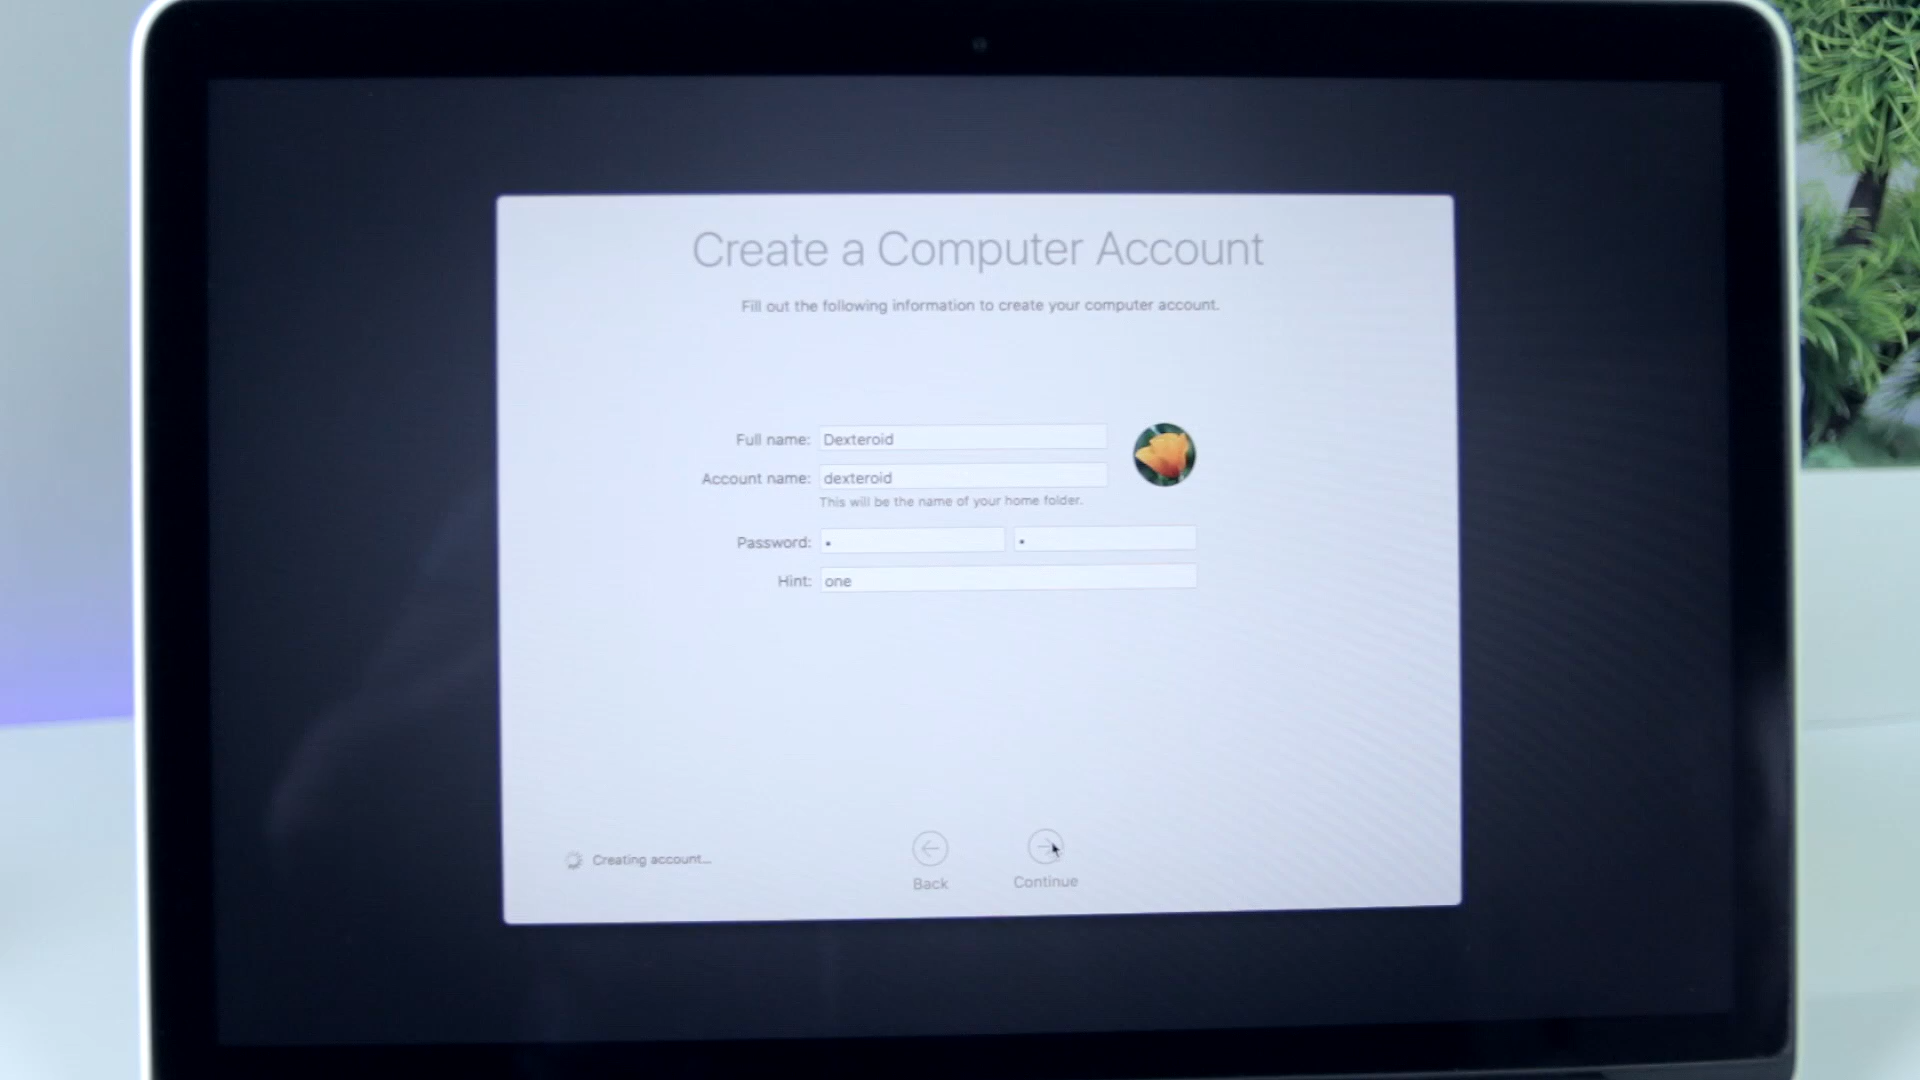 Create a Computer Account
Fill out the following information to create your computer account.
Full name: Dexteroid
Account name: dexteroid
This will be the name of your home folder.
Password: • •
Hint: one
Creating account...
Back
Continue